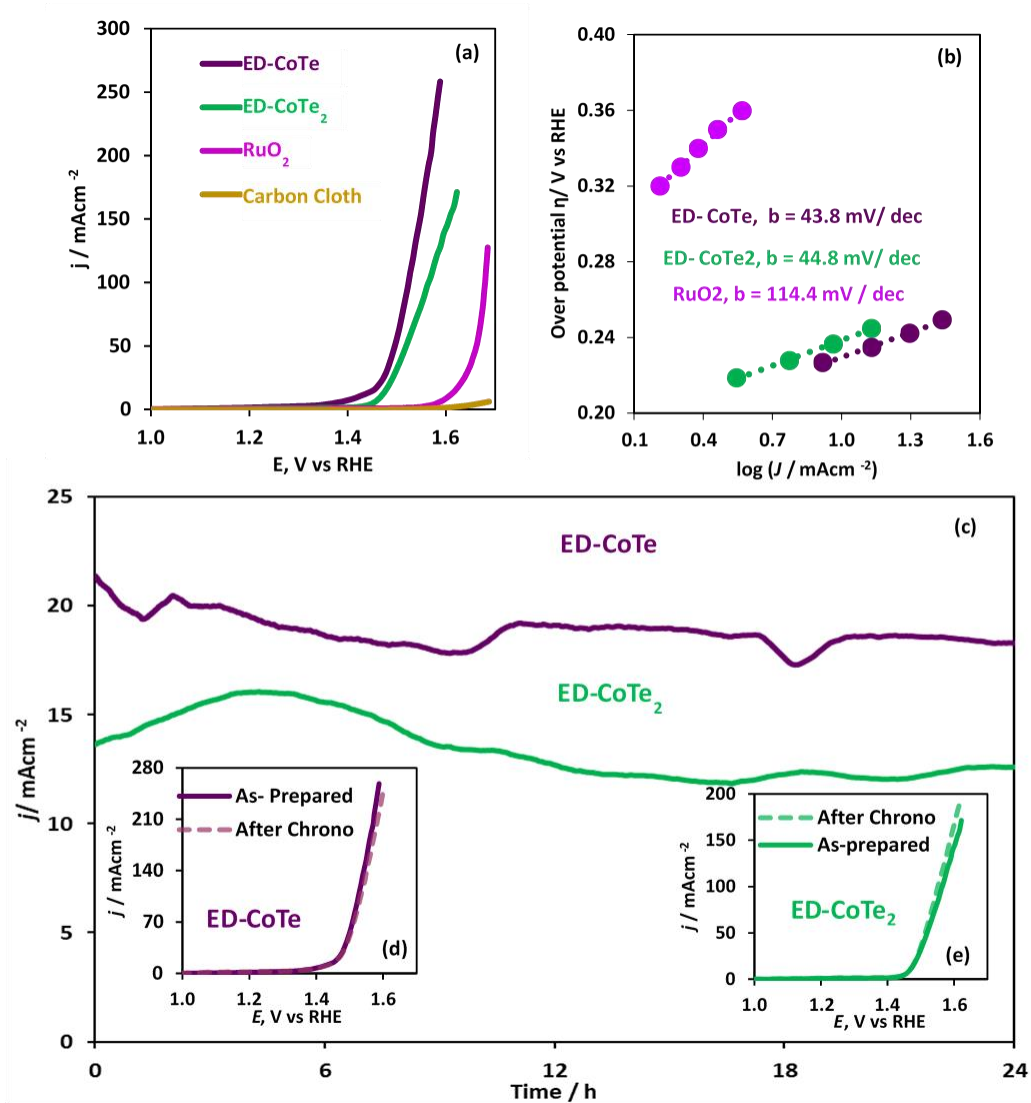 300
250
200
150
100
50
0
j / mAcm -2
ED-CoTe
ED-CoTe2
RuO2
Carbon Cloth
(a)
1.0 1.2 1.4 1.6
E, V vs RHE
0.40
0.36
0.32
0.28
0.24
0.20
Over potential η/ V vs RHE
(b)
ED- CoTe, b = 43.8 mV/ dec
ED- CoTe2, b = 44.8 mV/ dec
RuO2, b = 114.4 mV / dec
0.1 0.4 0.7 1.0 1.3 1.6
log (J / mAcm -2)
25
20
15
10
5
0
j/ mAcm -2
(c)
ED-CoTe
ED-CoTe2
280
210
140
70
0
j / mAcm -2
As- Prepared
After Chrono
ED-CoTe
(d)
1.0 1.2 1.4 1.6
E, V vs RHE
200
150
100
50
0
j / mAcm -2
After Chrono
As-prepared
ED-CoTe2
(e)
1.0 1.2 1.4 1.6
E, V vs RHE
0 6 12 18 24
Time / h